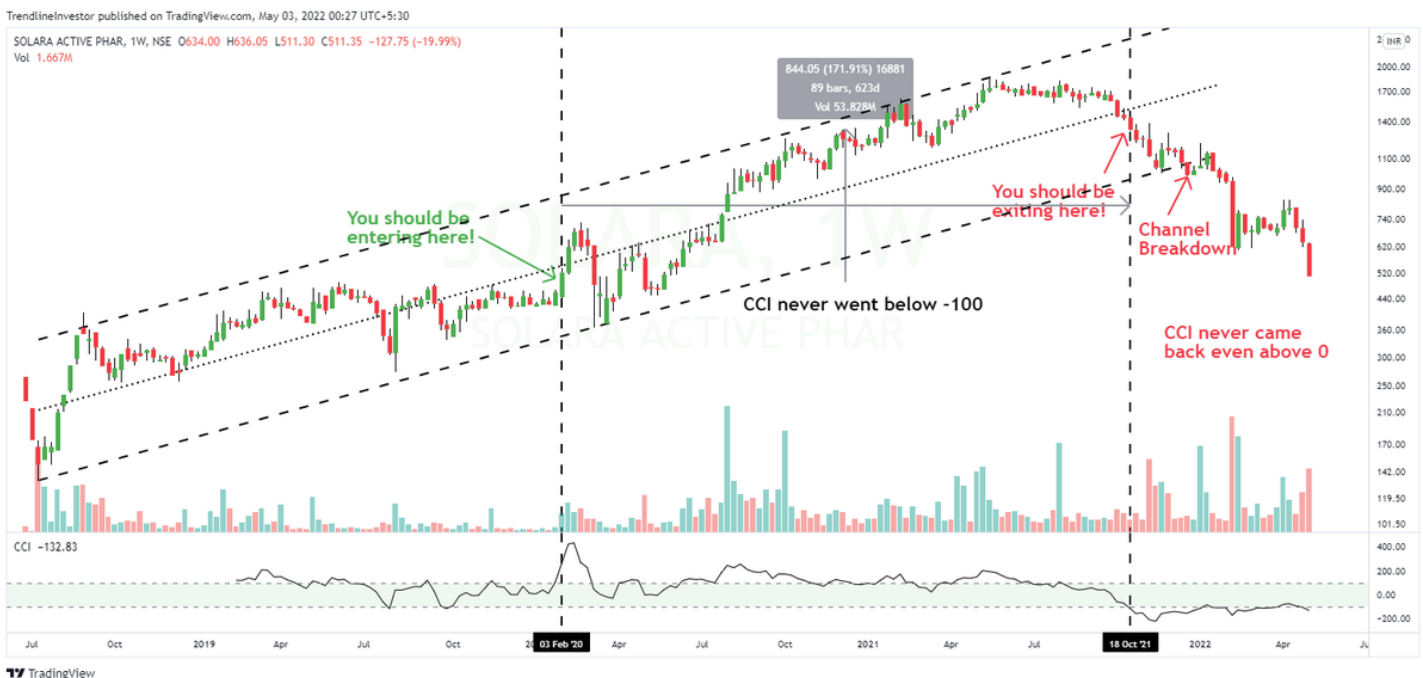 TrendlineInvestor published on TradingView.com, May 03, 2022 00:27 UTC+5:30
SOLARA ACTIVE PHAR, 1W, NSE O634.00 H636.05 L511.30 C511.35 −127.75 (−19.99%)
Vol 1.667M
INR
2000.00
1700.00
1400.00
1100.00
900.00
740.00
620.00
520.00
440.00
360.00
300.00
250.00
210.00
170.00
142.00
119.50
101.50
844.05 (171.91%) 16881
89 bars, 623d
Vol 53.828M
You should be
entering here!
You should be
exiting here!
Channel
Breakdown
SOLARA, 1W
SOLARA ACTIVE PHAR
CCI never went below -100
CCI never came
back even above 0
CCI −132.83
400.00
200.00
0.00
−200.00
Jul Oct 2019 Apr Jul Oct 03 Feb '20 Apr Jul Oct 2021 Apr Jul 18 Oct '21 2022 Apr
TradingView